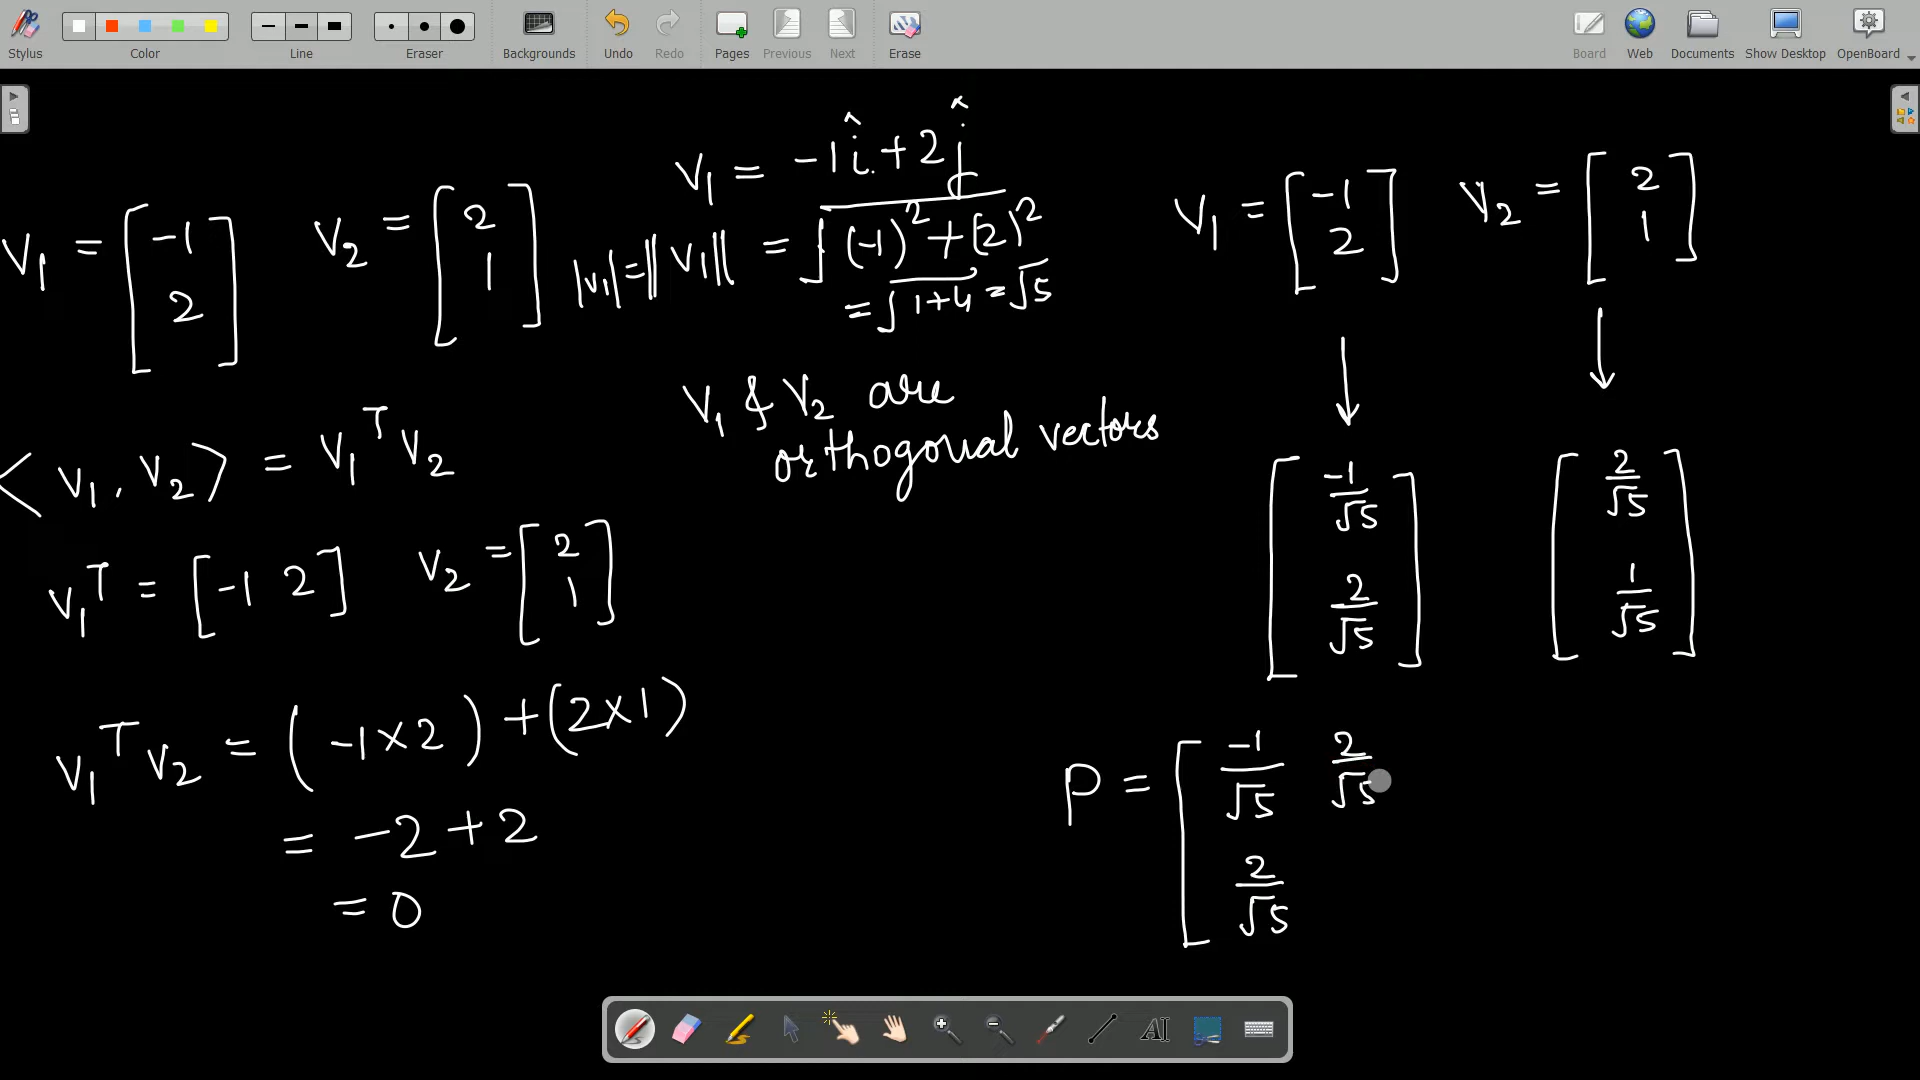 Stylus Color Line Eraser Backgrounds Undo Redo Pages Previous Next Erase Board Web Documents Show Desktop OpenBoard
V₁ = [-1 2] V₂ = [2 1]
V₁ = -1î + 2ĵ
|V₁| = ||V₁|| = √((-1)² + (2)²)
= √(1+4) = √5
V₁ & V₂ are
orthogonal vectors
<V₁, V₂> = V₁ᵀ V₂
V₁ᵀ = [-1 2] V₂ = [2 1]
V₁ᵀ V₂ = (-1×2) + (2×1)
= -2 + 2
= 0
V₁ = [-1 2] V₂ = [2 1]
↓ ↓
[-1/√5 2/√5] [2/√5 1/√5]
P = [-1/√5 2/√5
2/√5
AI